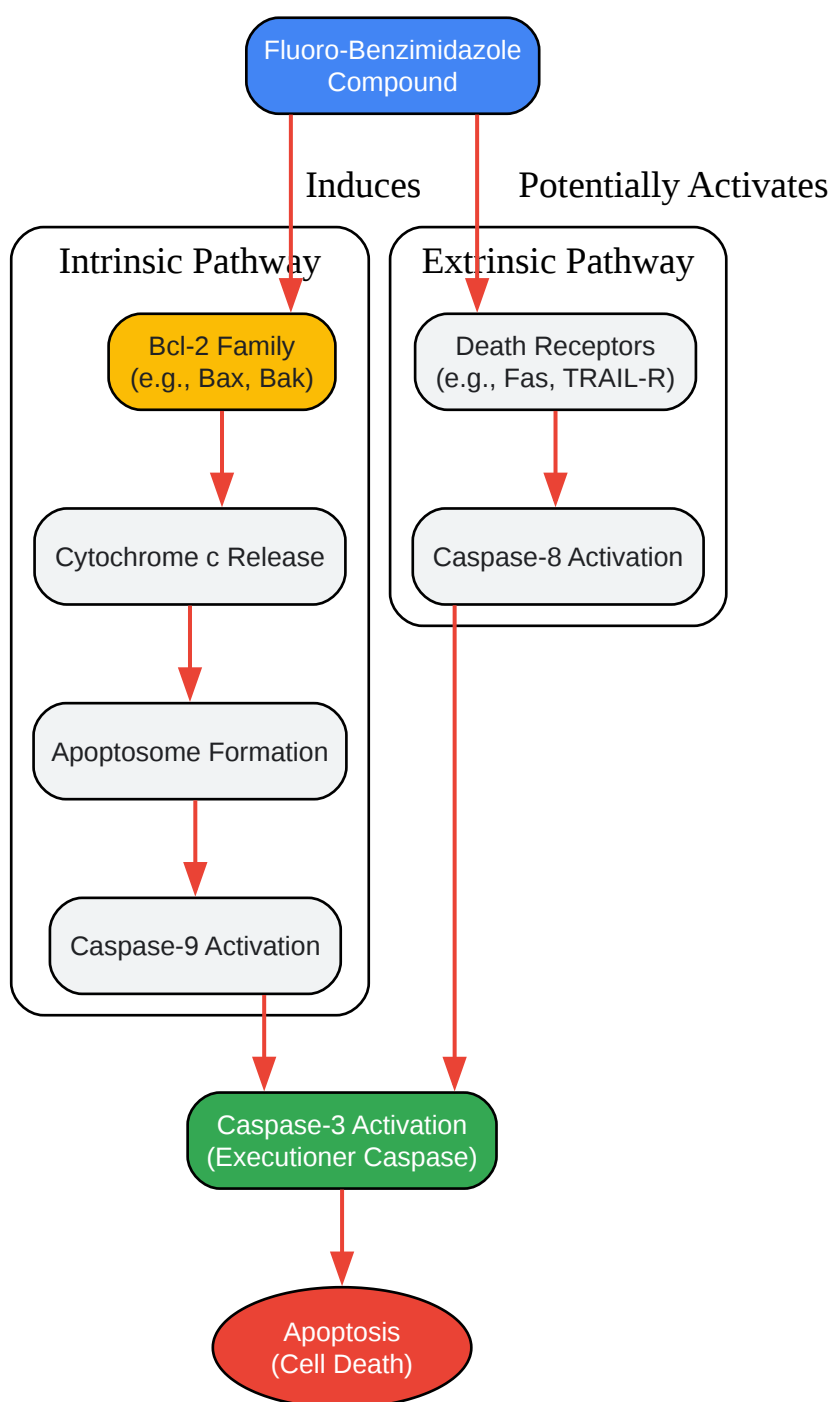 Fluoro-Benzimidazole
Compound
Induces
Potentially Activates
Intrinsic Pathway
Extrinsic Pathway
Bcl-2 Family
(e.g., Bax, Bak)
Death Receptors
(e.g., Fas, TRAIL-R)
Cytochrome c Release
Caspase-8 Activation
Apoptosome Formation
Caspase-9 Activation
Caspase-3 Activation
(Executioner Caspase)
Apoptosis
(Cell Death)